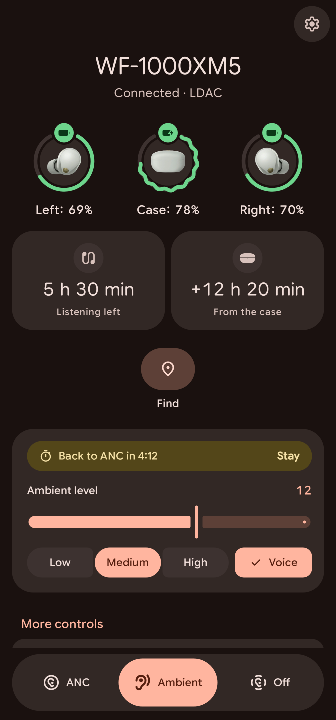 WF-1000XM5
Connected · LDAC
Left: 69%
Case: 78%
Right: 70%
5 h 30 min
Listening left
+12 h 20 min
From the case
Find
Back to ANC in 4:12
Stay
Ambient level
12
Low
Medium
High
Voice
More controls
ANC
Ambient
Off